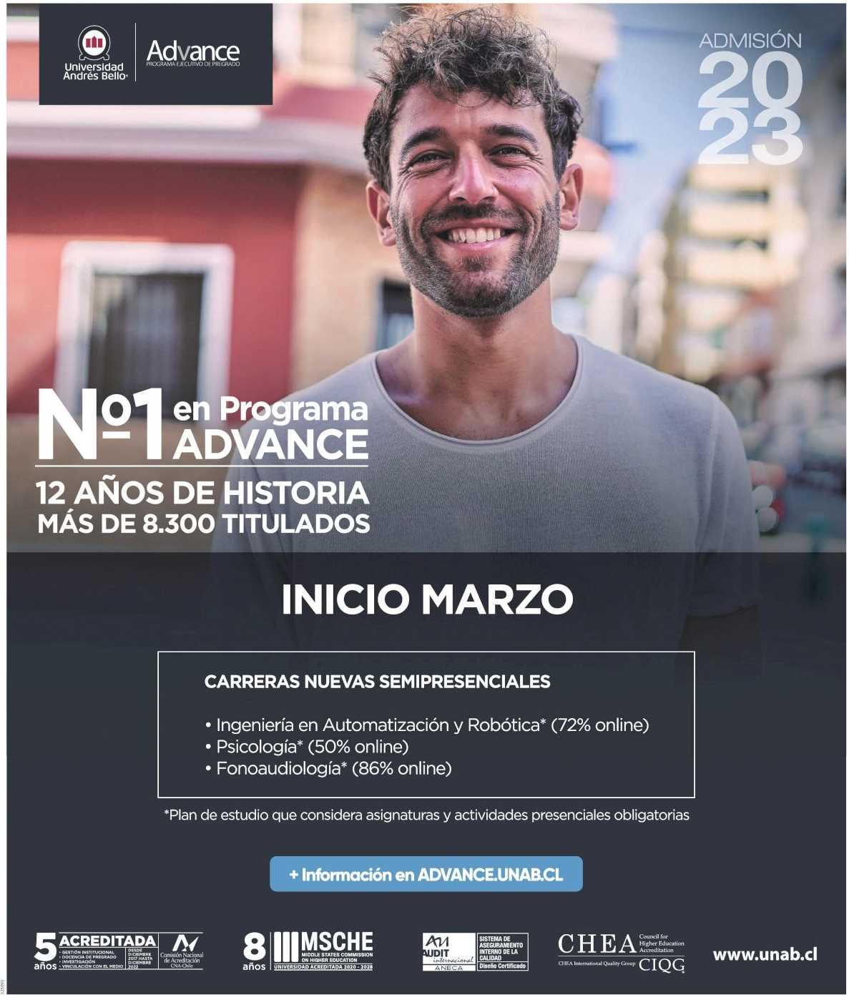 Universidad
Andrés Bello®
Advance
PROGRAMA EJECUTIVO DE PREGRADO
ADMISIÓN
20
23
Nº1 en Programa
ADVANCE
12 AÑOS DE HISTORIA
MÁS DE 8.300 TITULADOS
INICIO MARZO
CARRERAS NUEVAS SEMIPRESENCIALES
• Ingeniería en Automatización y Robótica* (72% online)
• Psicología* (50% online)
• Fonoaudiología* (86% online)
*Plan de estudio que considera asignaturas y actividades presenciales obligatorias
+ Información en ADVANCE.UNAB.CL
5 años
ACREDITADA
• GESTIÓN INSTITUCIONAL
• DOCENCIA DE PREGRADO
• INVESTIGACIÓN
• VINCULACIÓN CON EL MEDIO
DESDE
DICIEMBRE
2017 HASTA
DICIEMBRE
2022
Comisión Nacional
de Acreditación
CNA-Chile
8 años
MSCHE
MIDDLE STATES COMMISSION
ON HIGHER EDUCATION
UNIVERSIDAD ACREDITADA 2020 - 2028
AUDIT
internacional
ANECA
SISTEMA DE
ASEGURAMIENTO
INTERNO DE LA
CALIDAD
Diseño Certificado
CHEA
Council for
Higher Education
Accreditation
CHEA International Quality Group
CIQG®
www.unab.cl